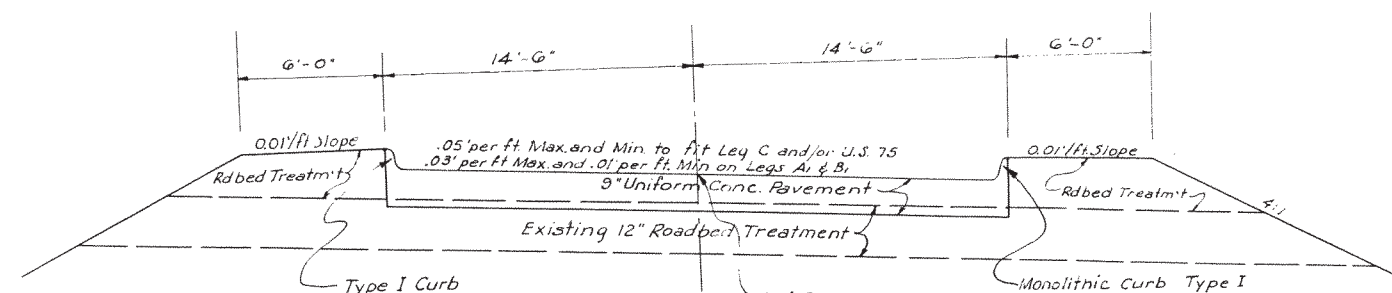 6'-0"
14'-6"
14'-6"
6'-0"
0.01'/ft Slope
.05' per ft. Max. and Min. to fit Leg C and/or U.S. 75
.03' per ft Max. and .01' per ft. Min on Legs A₁ & B₁
0.01'/ft. Slope
Rdbed Treatm't
9" Uniform Conc. Pavement
Rdbed Treatm't
4:1
Existing 12" Roadbed Treatment
Type I Curb
Monolithic Curb Type I